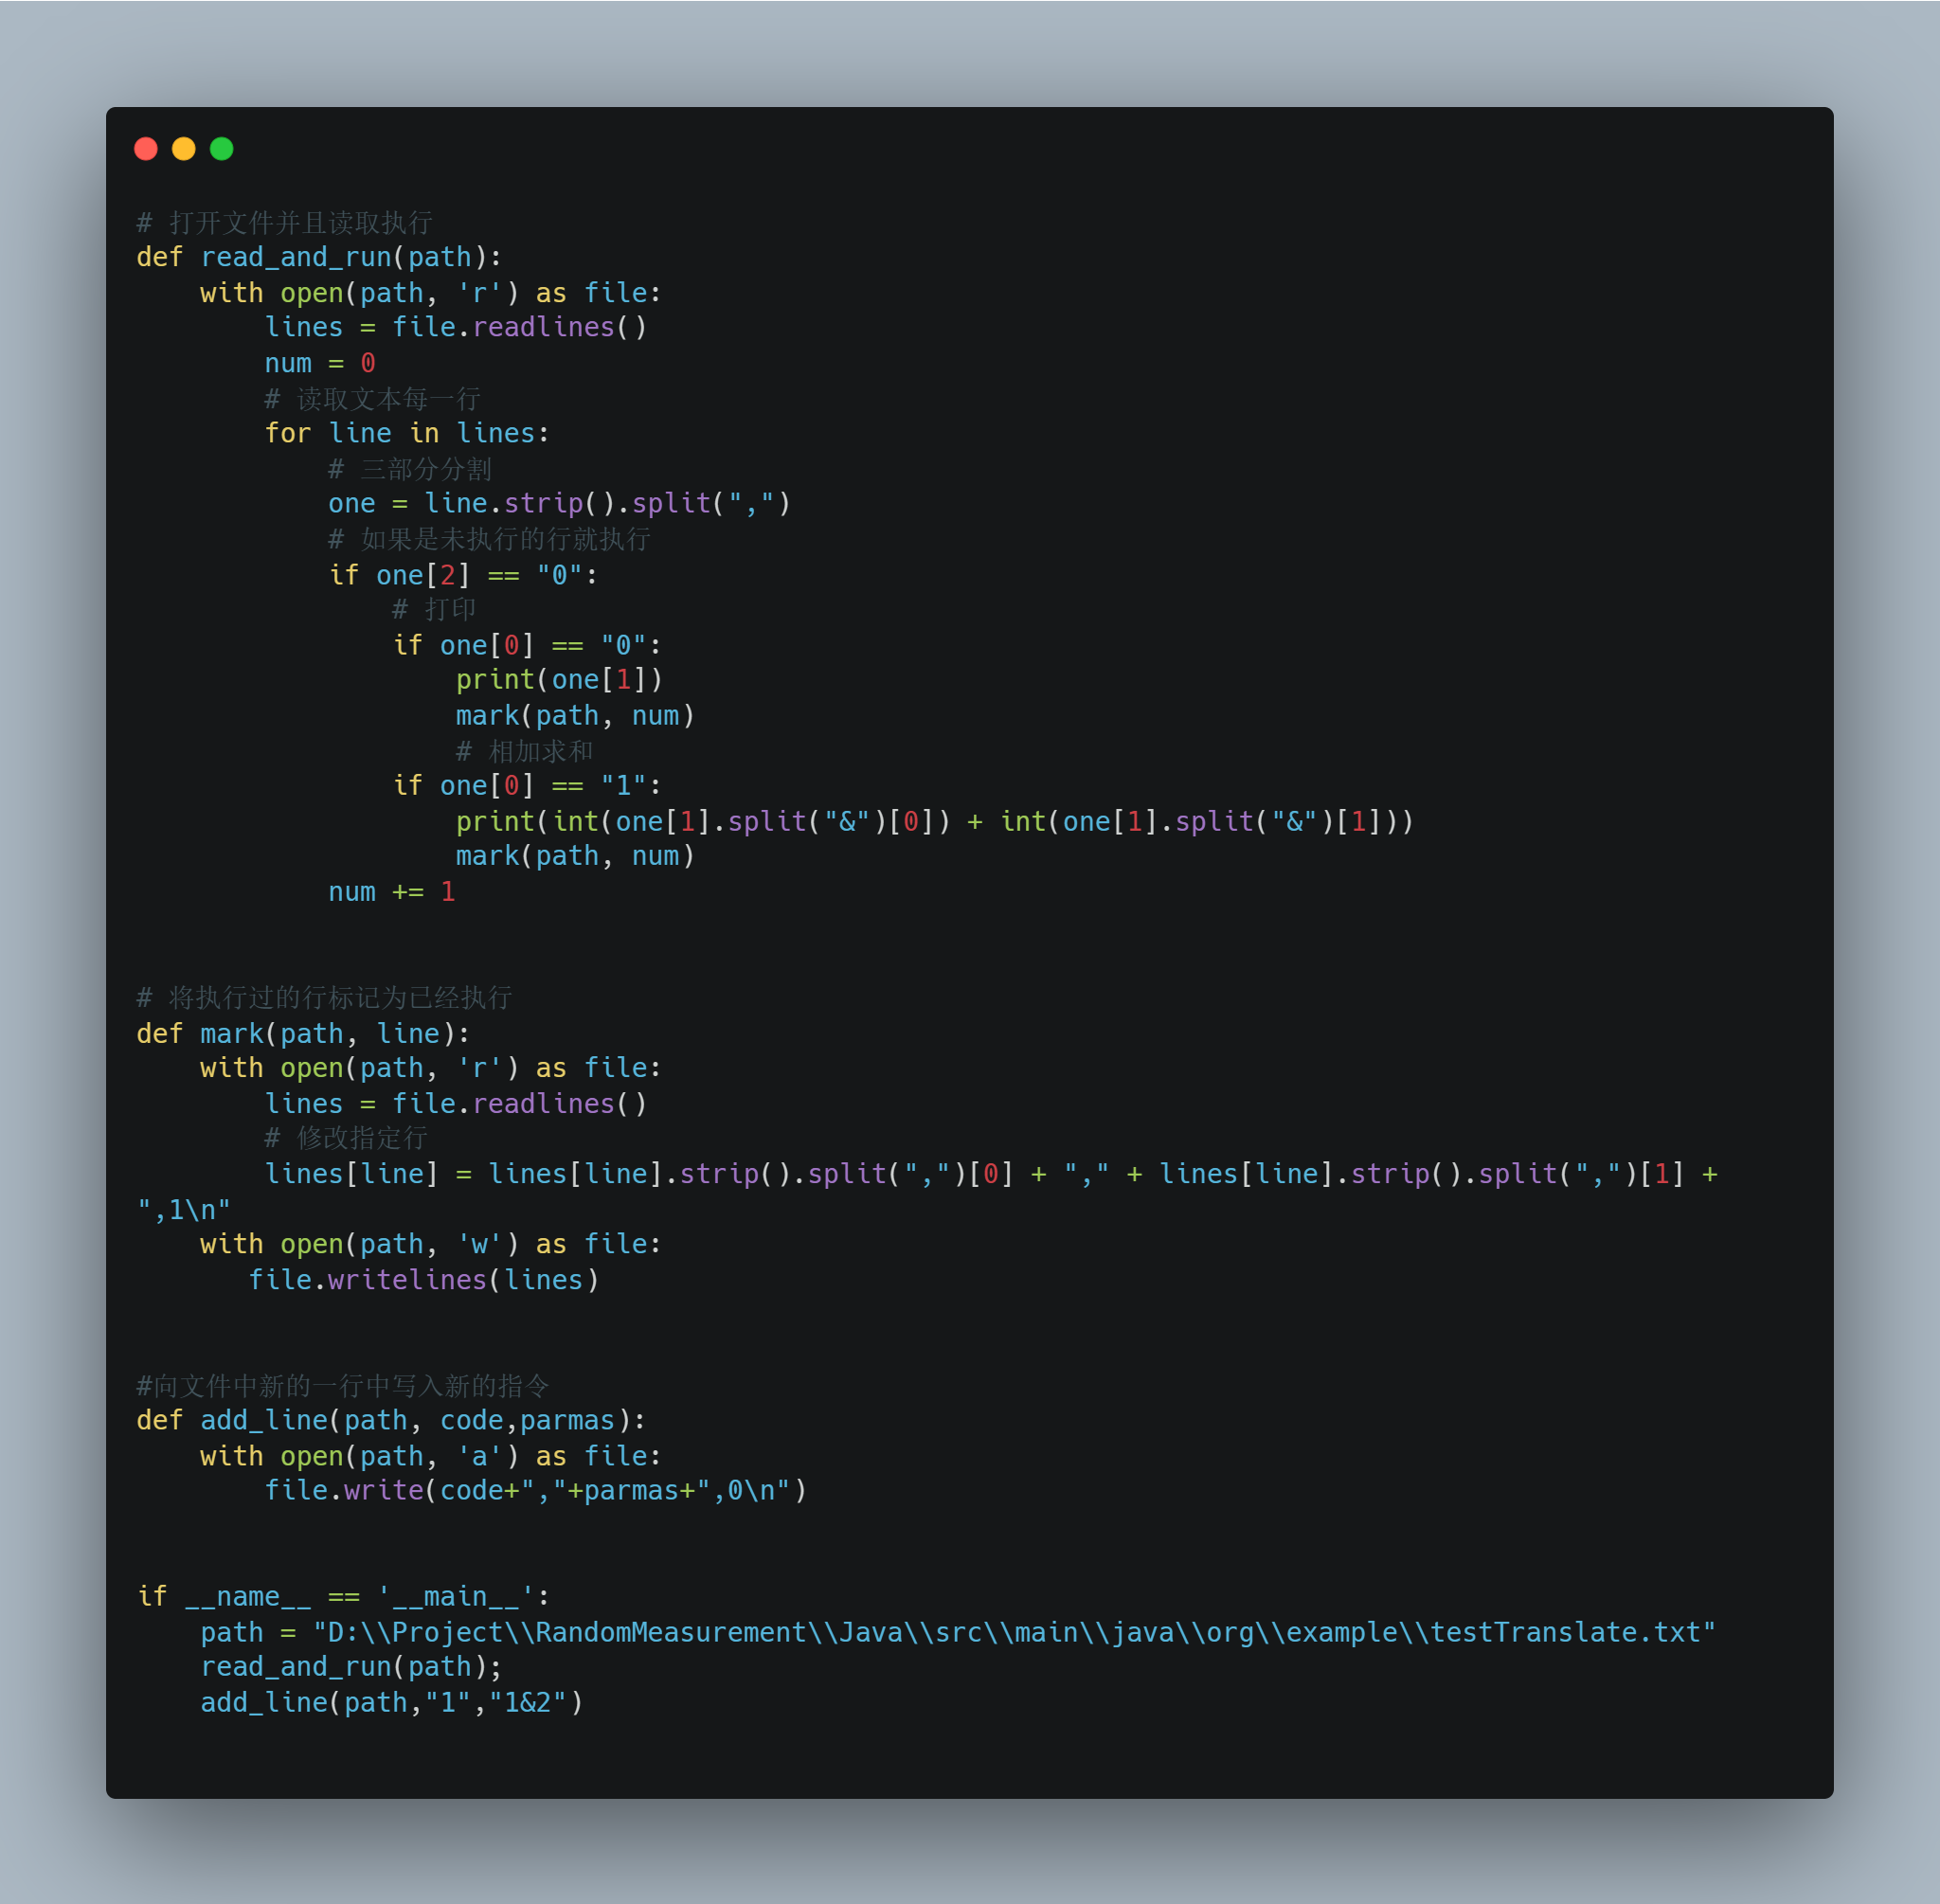 # 打开文件并且读取执行
def read_and_run(path):
    with open(path, 'r') as file:
        lines = file.readlines()
        num = 0
        # 读取文本每一行
        for line in lines:
            # 三部分分割
            one = line.strip().split(",")
            # 如果是未执行的行就执行
            if one[2] == "0":
                # 打印
                if one[0] == "0":
                    print(one[1])
                    mark(path, num)
                    # 相加求和
                if one[0] == "1":
                    print(int(one[1].split("&")[0]) + int(one[1].split("&")[1]))
                    mark(path, num)
            num += 1
# 将执行过的行标记为已经执行
def mark(path, line):
    with open(path, 'r') as file:
        lines = file.readlines()
        # 修改指定行
        lines[line] = lines[line].strip().split(",")[0] + "," + lines[line].strip().split(",")[1] +
",1\n"
    with open(path, 'w') as file:
       file.writelines(lines)
#向文件中新的一行中写入新的指令
def add_line(path, code,parmas):
    with open(path, 'a') as file:
        file.write(code+","+parmas+",0\n")
if __name__ == '__main__':
    path = "D:\\Project\\RandomMeasurement\\Java\\src\\main\\java\\org\\example\\testTranslate.txt"
    read_and_run(path);
    add_line(path,"1","1&2")